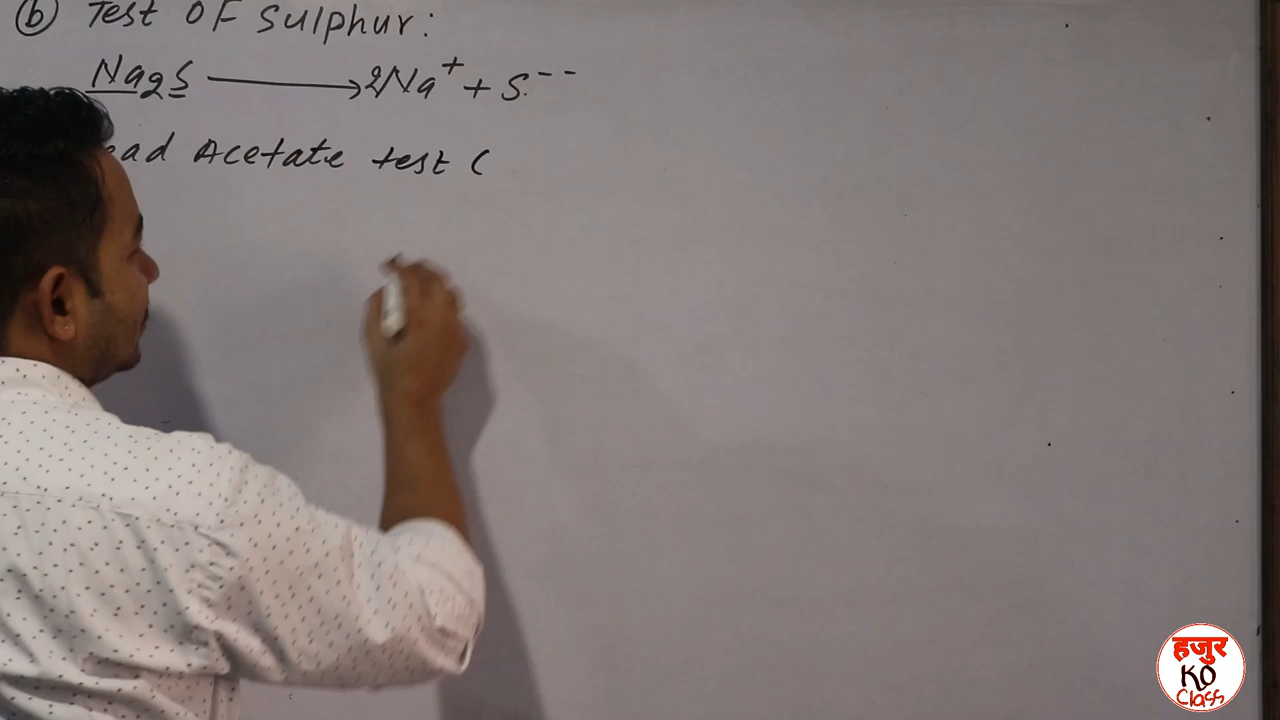 ⓑ Test OF Sulphur:
Na2S ⟶ 2Na+ + S--
ead Acetate test (
हजुर
KO
Class